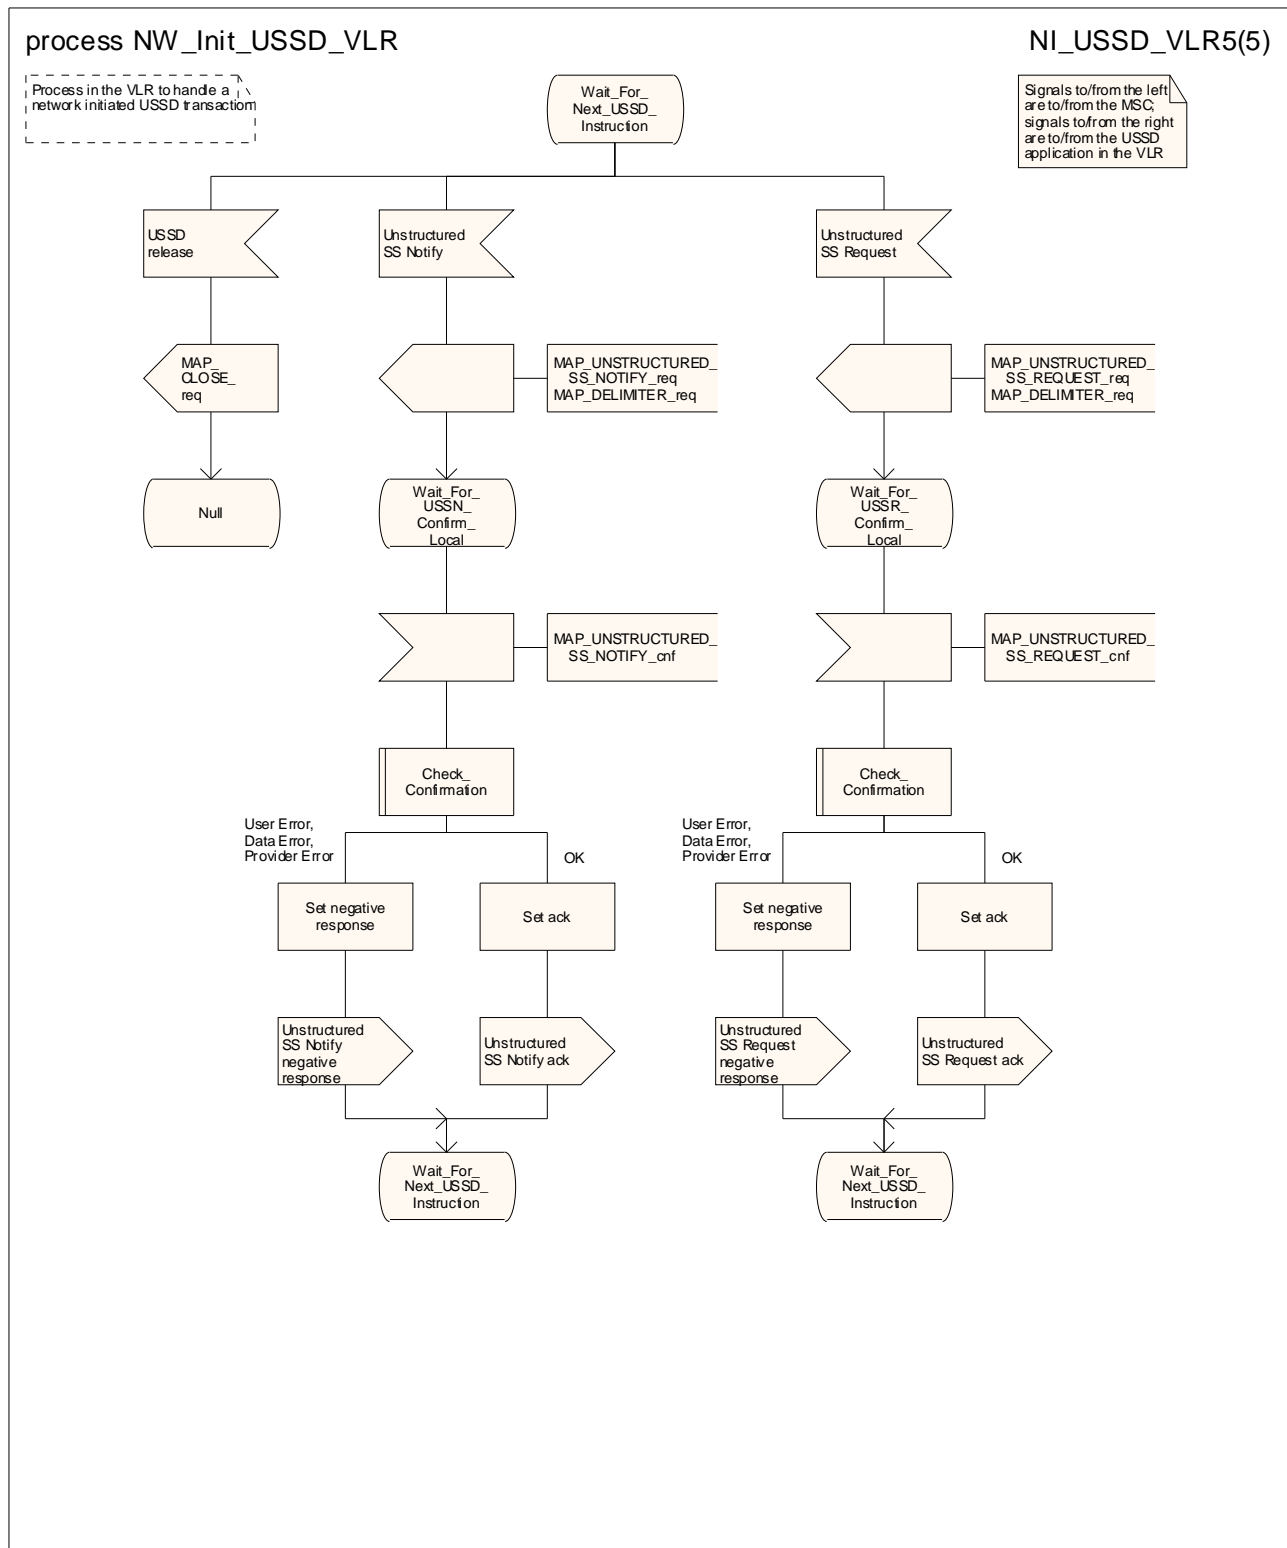 process NW_Init_USSD_VLR
NI_USSD_VLR5(5)
Process in the VLR to handle a
network initiated USSD transaction
Wait_For_
Next_USSD_
Instruction
Signals to/from the left
are to/from the MSC;
signals to/from the right
are to/from the USSD
application in the VLR
USSD
release
Unstructured
SS Notify
Unstructured
SS Request
MAP_
CLOSE_
req
MAP_UNSTRUCTURED_
SS_NOTIFY_req
MAP_DELIMITER_req
MAP_UNSTRUCTURED_
SS_REQUEST_req
MAP_DELIMITER_req
Null
Wait_For_
USSN_
Confirm_
Local
Wait_For_
USSR_
Confirm_
Local
MAP_UNSTRUCTURED_
SS_NOTIFY_cnf
MAP_UNSTRUCTURED_
SS_REQUEST_cnf
Check_
Confirmation
Check_
Confirmation
User Error,
Data Error,
Provider Error
OK
User Error,
Data Error,
Provider Error
OK
Set negative
response
Set ack
Set negative
response
Set ack
Unstructured
SS Notify
negative
response
Unstructured
SS Notify ack
Unstructured
SS Request
negative
response
Unstructured
SS Request ack
Wait_For_
Next_USSD_
Instruction
Wait_For_
Next_USSD_
Instruction